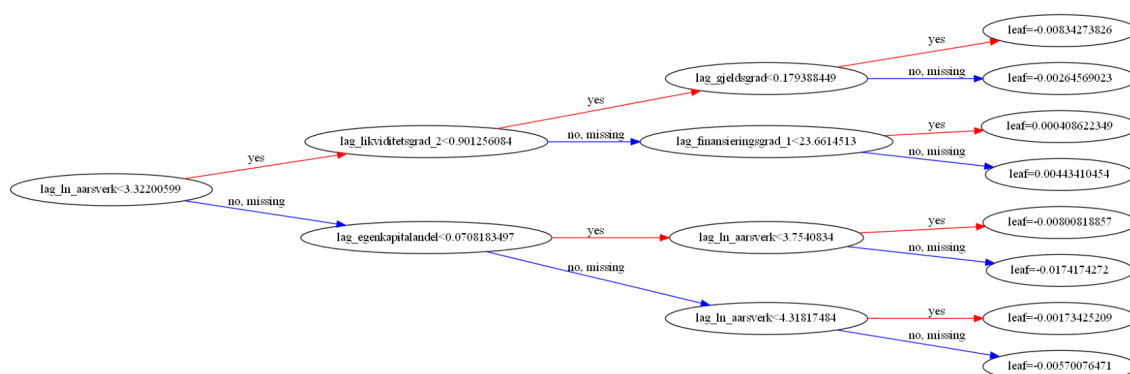 leaf=-0.00834273826
yes
lag_gjeldsgrad<0.179388449
no, missing
leaf=-0.00264569023
yes
leaf=0.000408622349
yes
lag_likviditetsgrad_2<0.901256084
no, missing
lag_finansieringsgrad_1<23.6614513
no, missing
yes
leaf=0.00443410454
lag_ln_aarsverk<3.32200599
no, missing
leaf=-0.00800818857
yes
lag_egenkapitalandel<0.0708183497
yes
lag_ln_aarsverk<3.7540834
no, missing
no, missing
leaf=-0.0174174272
yes
lag_ln_aarsverk<4.31817484
leaf=-0.00173425209
no, missing
leaf=-0.00570076471